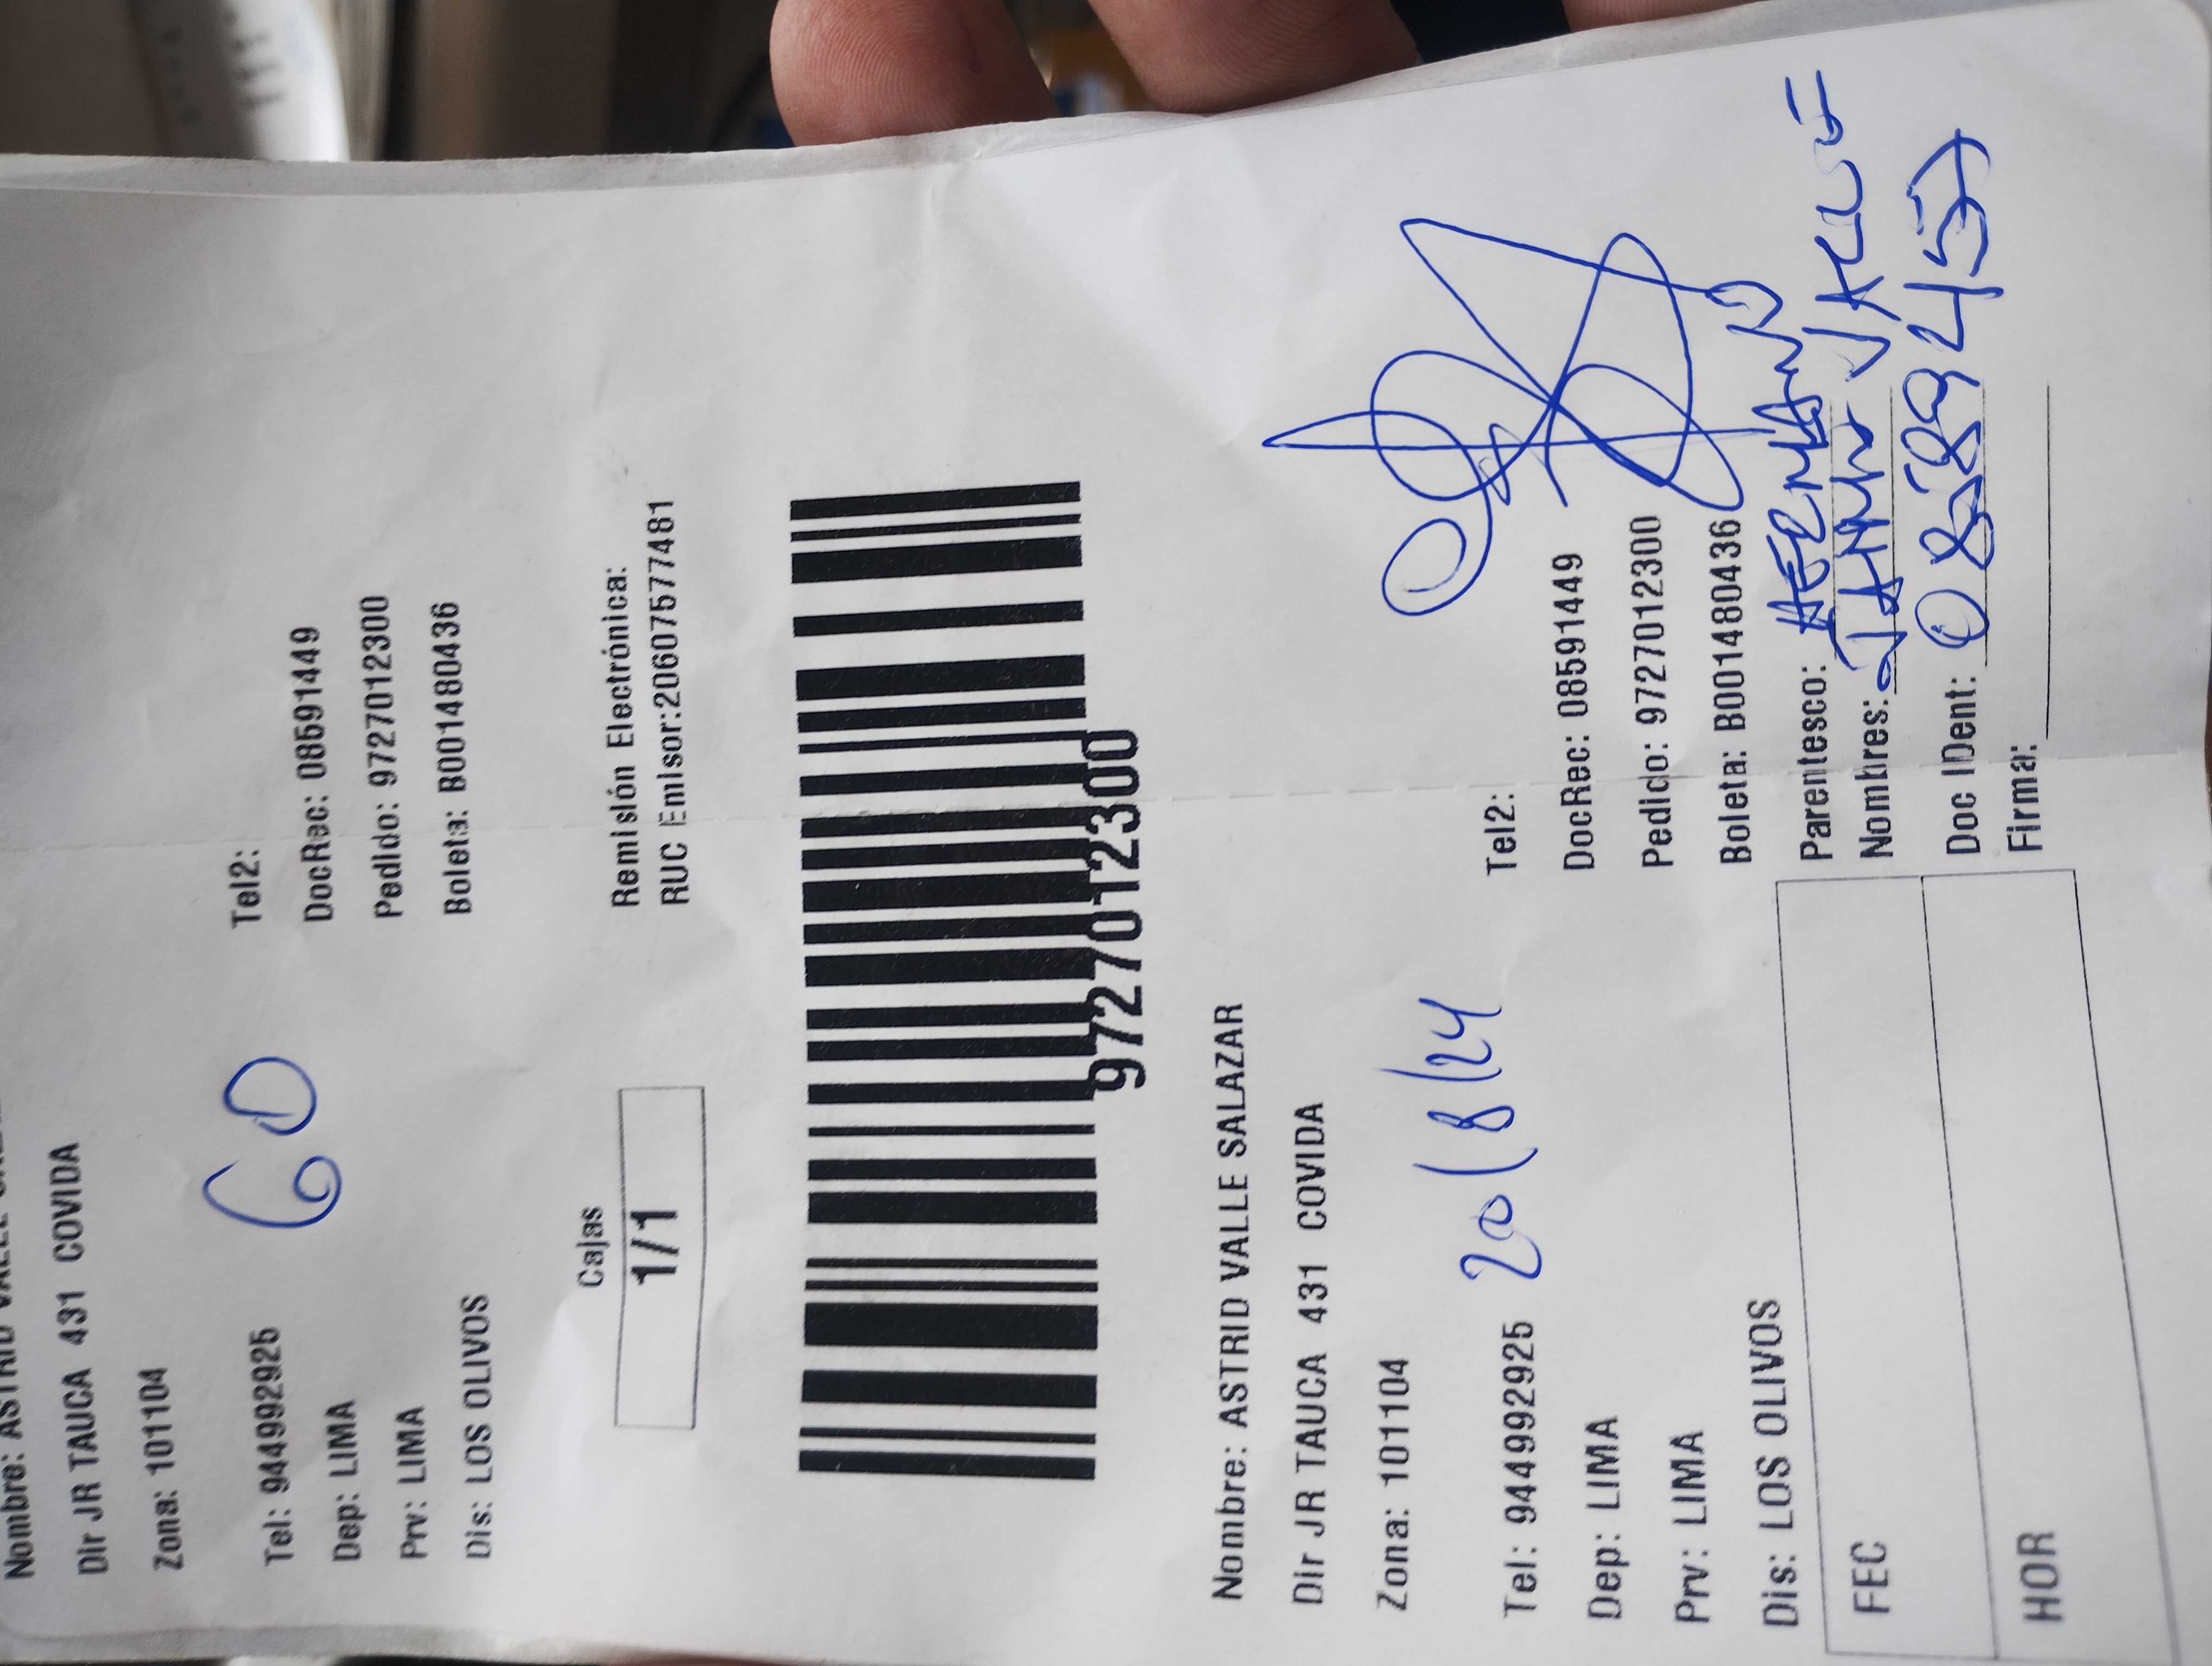 Nombre: ASTRID VALLE
Dir JR TAUCA 431 COVIDA
Zona: 101104
60
Tel: 944992925 Tel2:
Dep: LIMA DocRec: 08591449
Prv: LIMA Pedido: 9727012300
Dis: LOS OLIVOS Boleta: B001480436
Cajas
1/1
Remisión Electrónica:
RUC Emisor:20607577481
9727012300
Nombre: ASTRID VALLE SALAZAR
Dir JR TAUCA 431 COVIDA
Zona: 101104
20/8/24
Tel: 944992925 Tel2:
Dep: LIMA DocRec: 08591449
Prv: LIMA Pedido: 9727012300
Dis: LOS OLIVOS Boleta: B001480436
FEC Parentesco: HERMANO
Nombres: VALLE
HOR Doc IDent:
Firma: